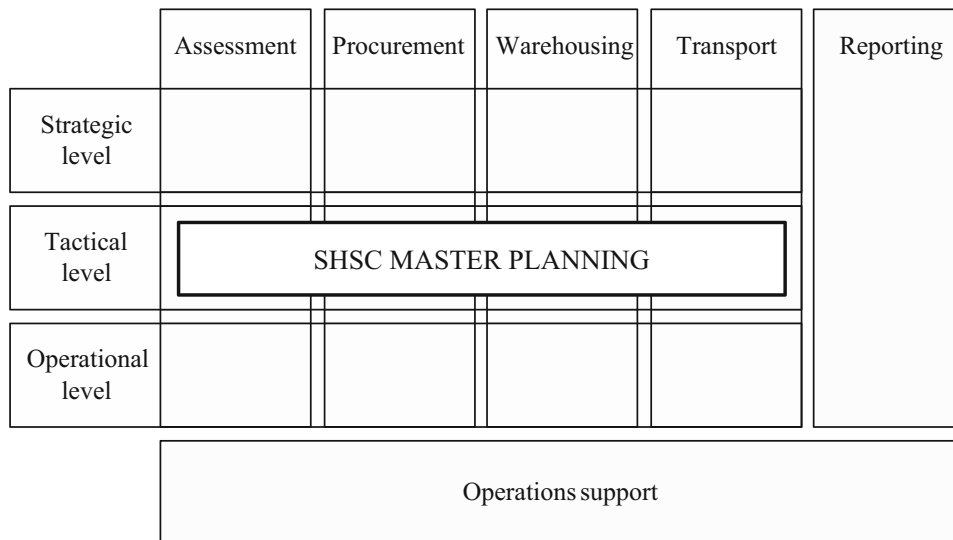 Assessment Procurement Warehousing Transport Reporting
Strategic
level
Tactical
level
SHSC MASTER PLANNING
Operational
level
Operations support